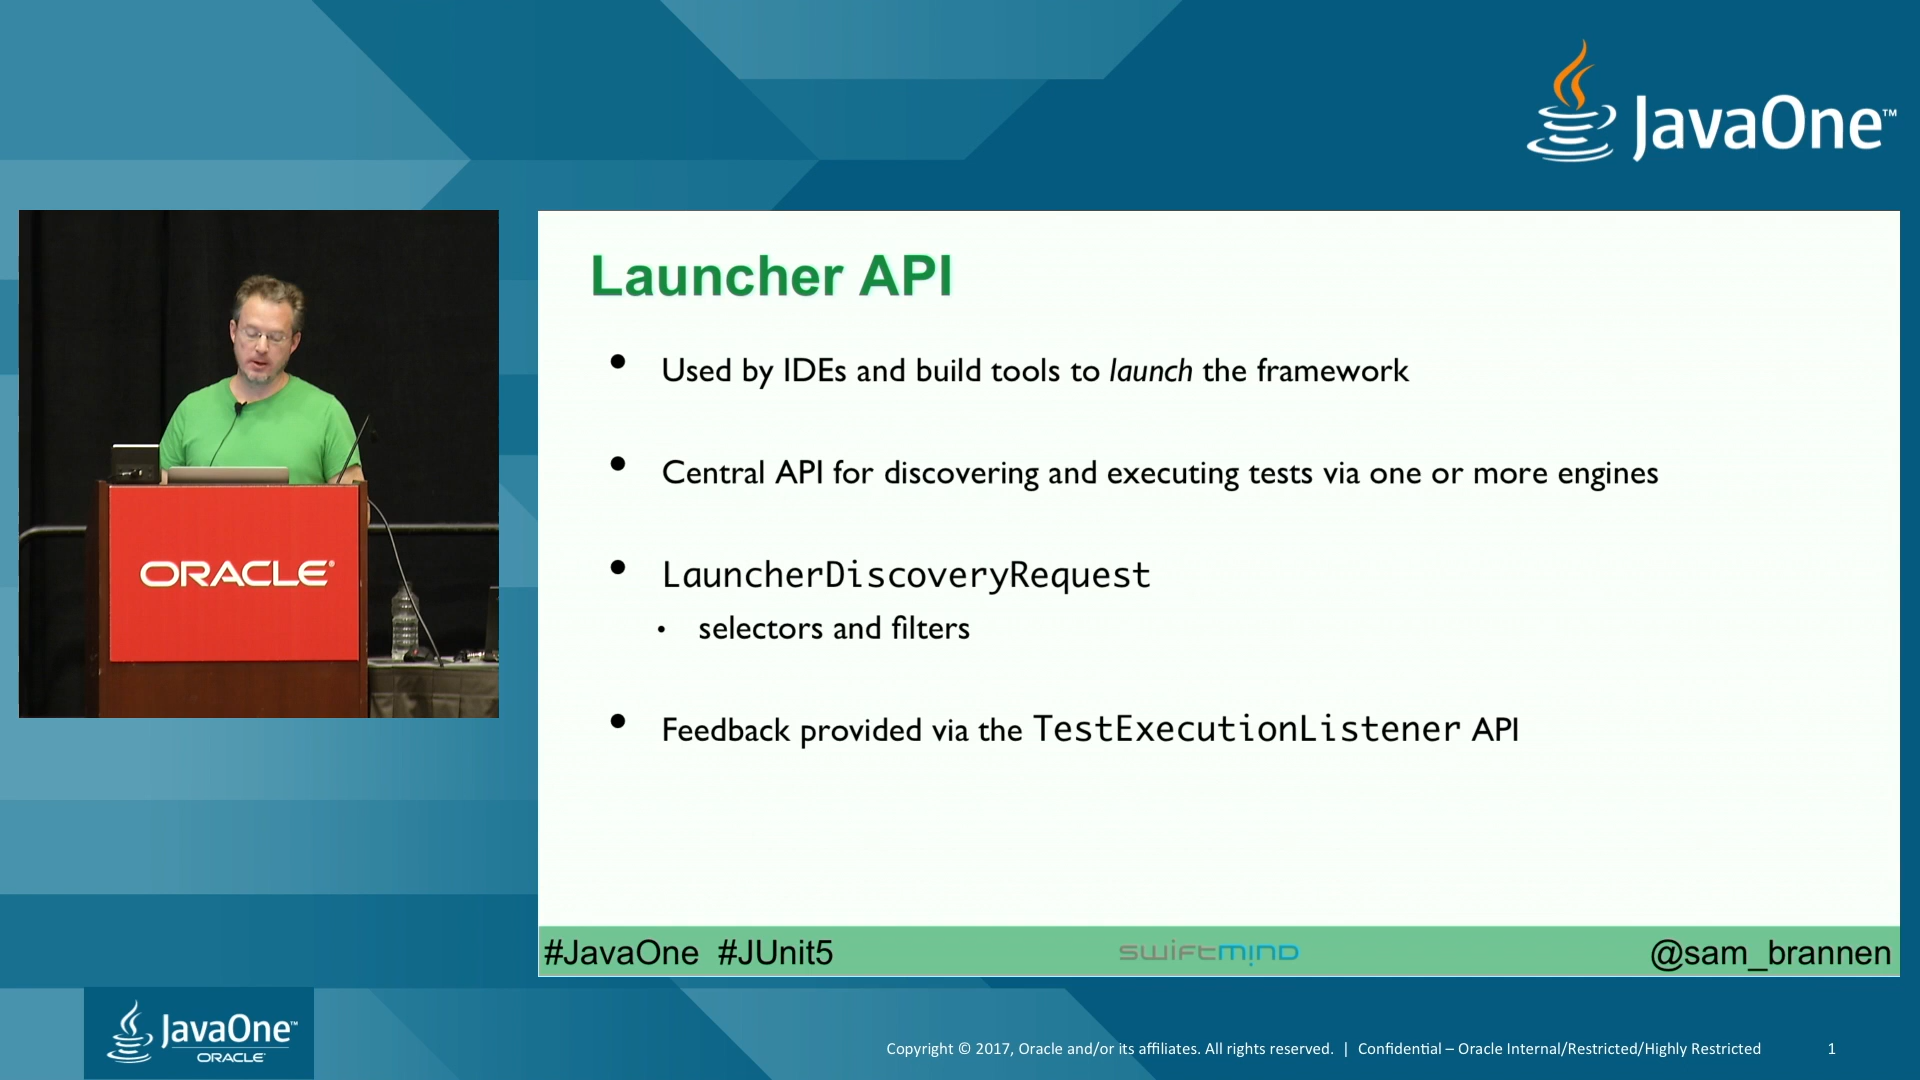 JavaOne™
Launcher API
• Used by IDEs and build tools to launch the framework
• Central API for discovering and executing tests via one or more engines
• LauncherDiscoveryRequest
• selectors and filters
• Feedback provided via the TestExecutionListener API
ORACLE®
#JavaOne #JUnit5
swiftmind
@sam_brannen
JavaOne™
ORACLE®
Copyright © 2017, Oracle and/or its affiliates. All rights reserved. | Confidential – Oracle Internal/Restricted/Highly Restricted 1